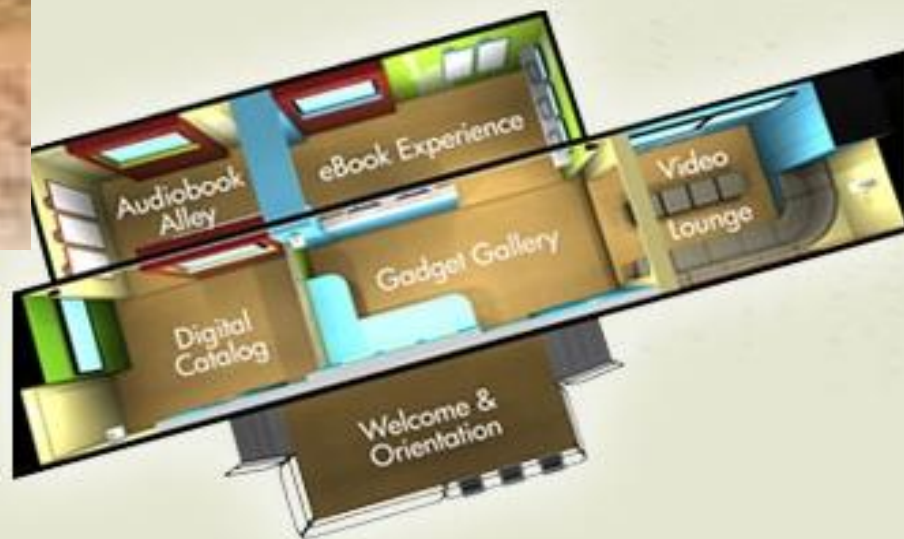 Audiobook
Alley
eBook Experience
Video
Lounge
Gadget Gallery
Digital
Catalog
Welcome &
Orientation